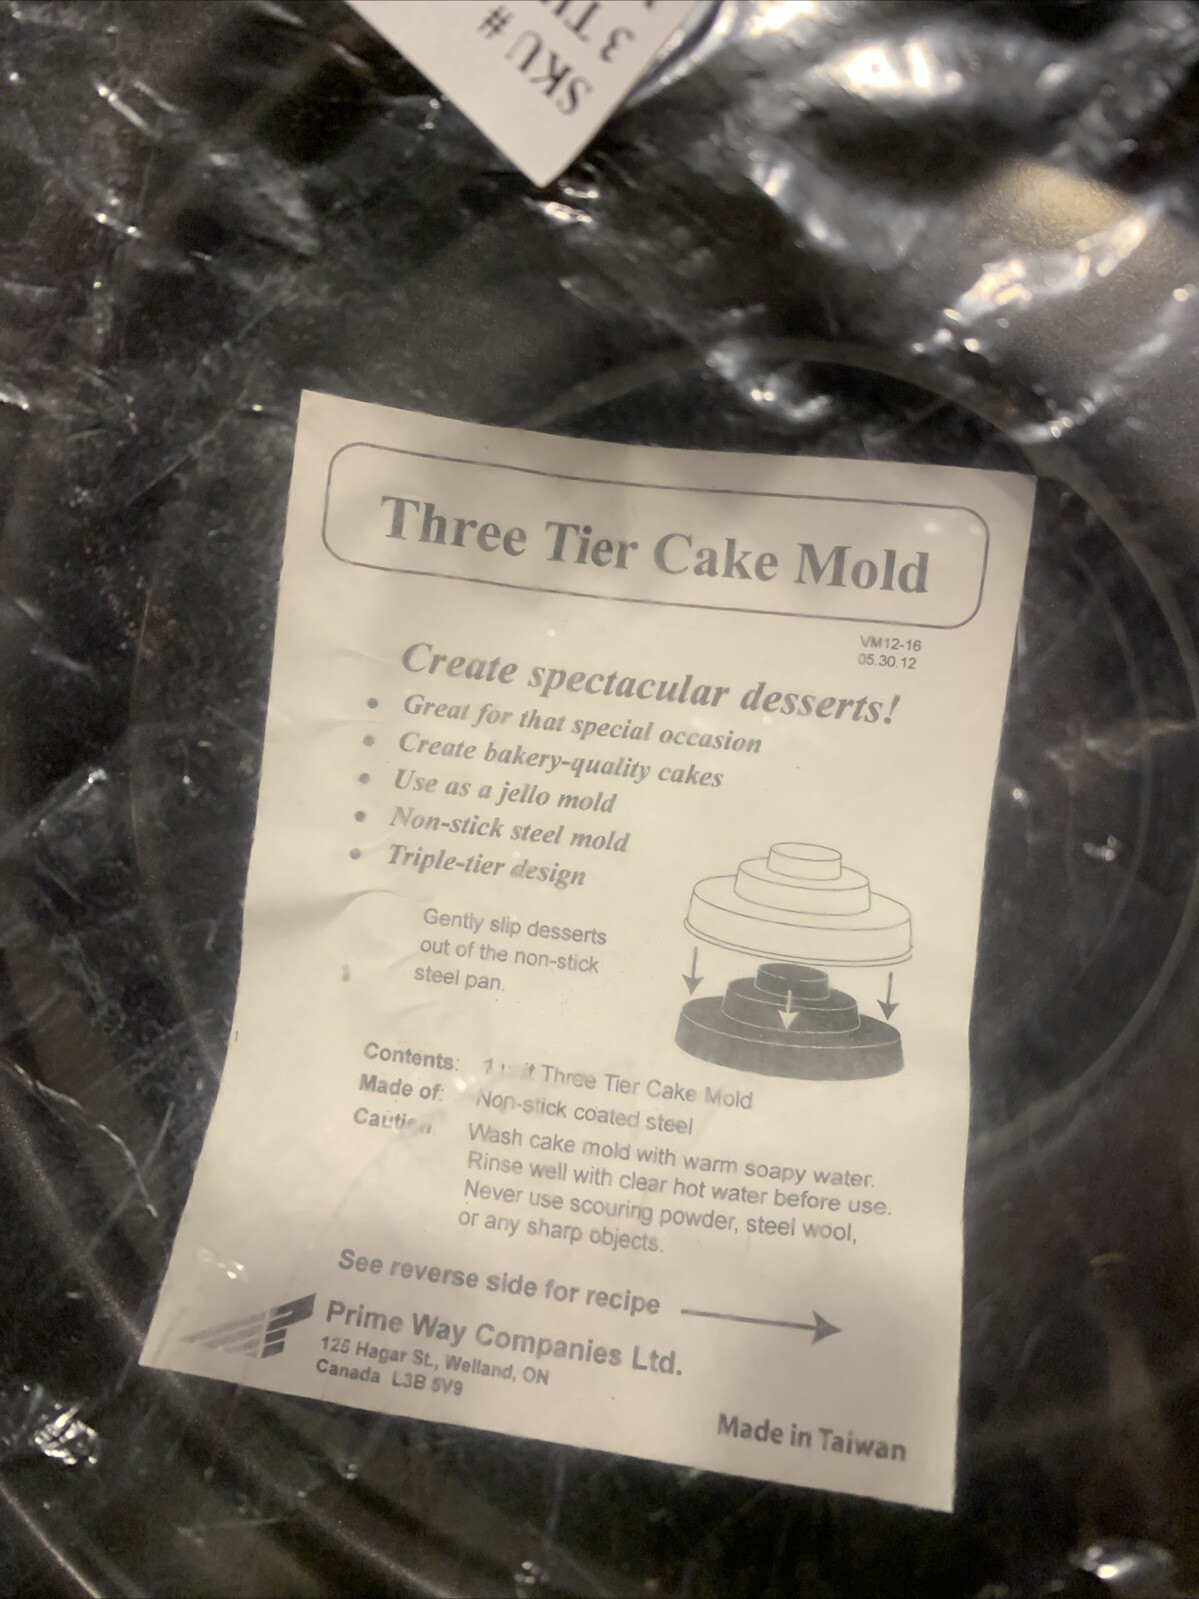 SKU #
3
Three Tier Cake Mold
VM12-16
05.30.12
Create spectacular desserts!
• Great for that special occasion
• Create bakery-quality cakes
• Use as a jello mold
• Non-stick steel mold
• Triple-tier design
Gently slip desserts
out of the non-stick
steel pan.
Contents: 1 Three Tier Cake Mold
Made of: Non-stick coated steel
Caution: Wash cake mold with warm soapy water.
Rinse well with clear hot water before use.
Never use scouring powder, steel wool,
or any sharp objects.
See reverse side for recipe
Prime Way Companies Ltd.
125 Hagar St., Welland, ON
Canada L3B 5V9
Made in Taiwan